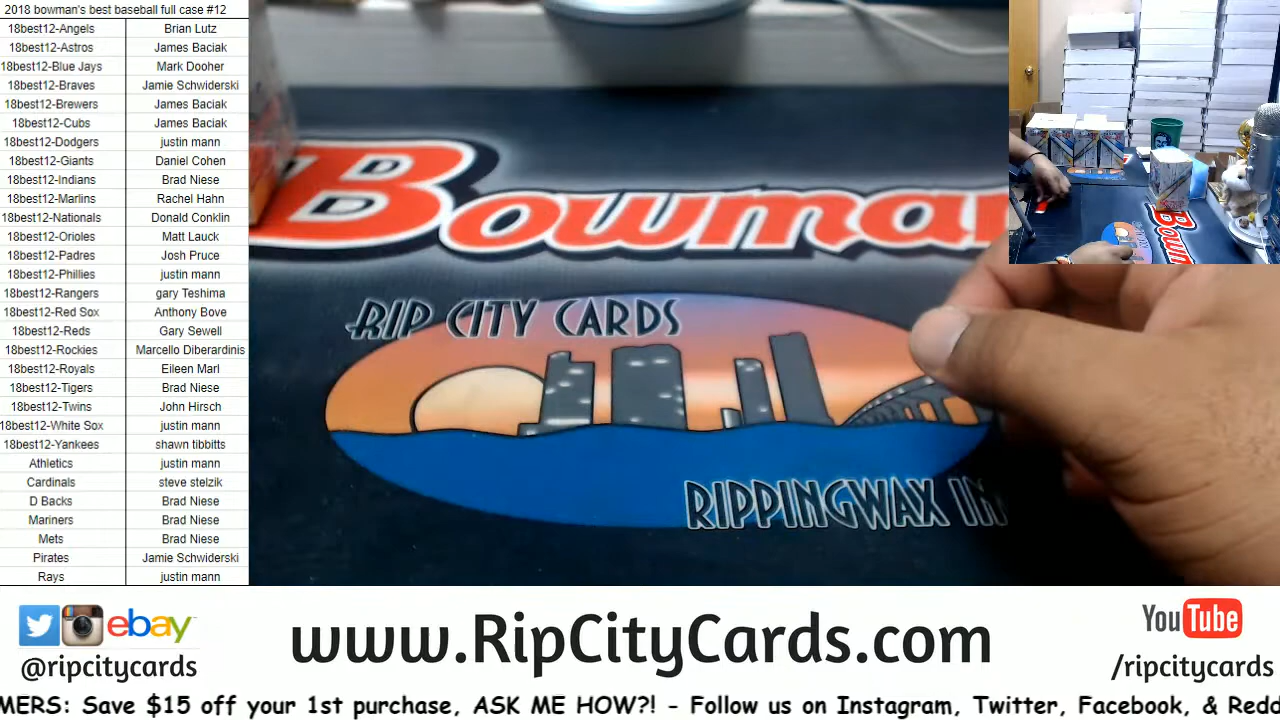 2018 bowman's best baseball full case #12
18best12-Angels Brian Lutz
18best12-Astros James Baciak
18best12-Blue Jays Mark Dooher
18best12-Braves Jamie Schwiderski
18best12-Brewers James Baciak
18best12-Cubs James Baciak
18best12-Dodgers justin mann
18best12-Giants Daniel Cohen
18best12-Indians Brad Niese
18best12-Marlins Rachel Hahn
18best12-Nationals Donald Conklin
18best12-Orioles Matt Lauck
18best12-Padres Josh Pruce
18best12-Phillies justin mann
18best12-Rangers gary Teshima
18best12-Red Sox Anthony Bove
18best12-Reds Gary Sewell
18best12-Rockies Marcello Diberardinis
18best12-Royals Eileen Marl
18best12-Tigers Brad Niese
18best12-Twins John Hirsch
18best12-White Sox justin mann
18best12-Yankees shawn tibbitts
Athletics justin mann
Cardinals steve stelzik
D Backs Brad Niese
Mariners Brad Niese
Mets Brad Niese
Pirates Jamie Schwiderski
Rays justin mann
Bowma
RIP CITY CARDS
RIPPINGWAX IN
Bown
ebay
@ripcitycards
www.RipCityCards.com
YouTube
/ripcitycards
MERS: Save $15 off your 1st purchase, ASK ME HOW?! - Follow us on Instagram, Twitter, Facebook, & Redd